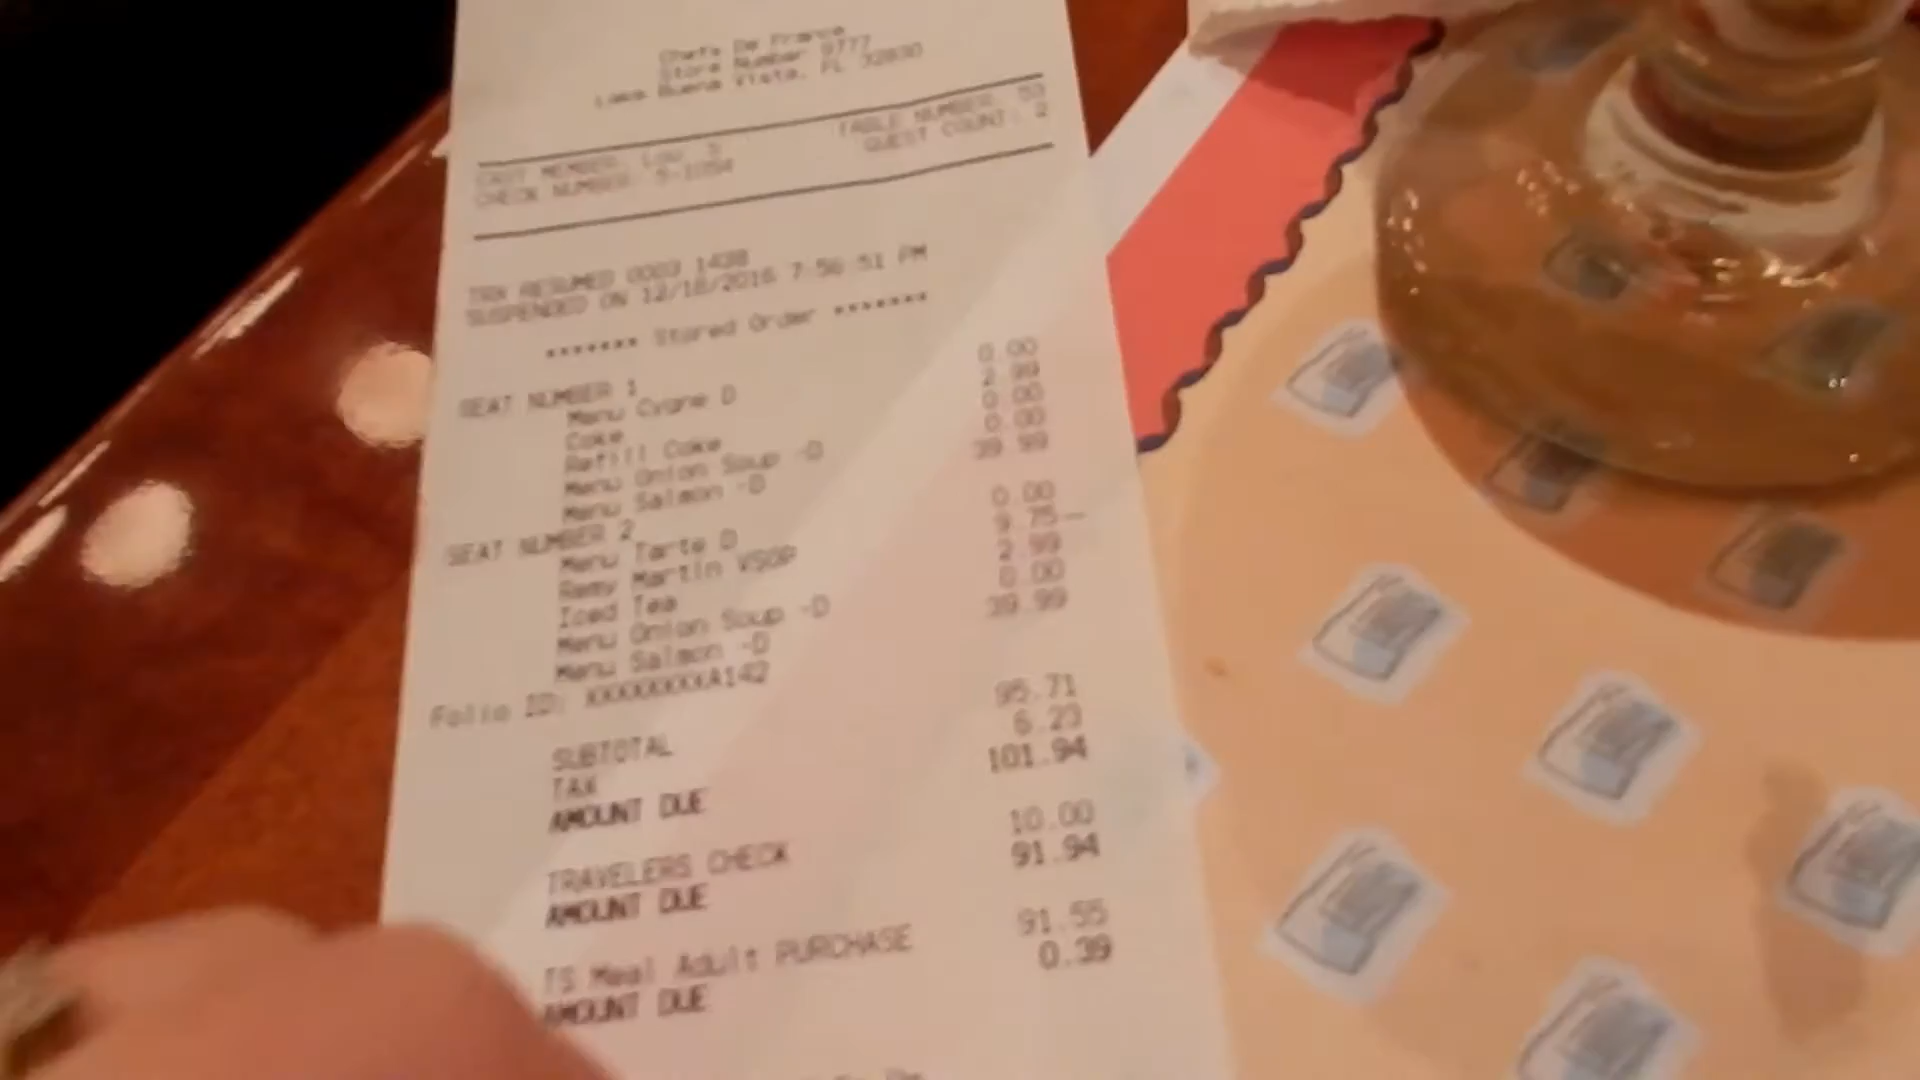 Chefs De France
Store Number 9777
Lake Buena Vista, FL 32830
TABLE NUMBER: 53
CAST MEMBER: Lou, S
GUEST COUNT: 2
CHECK NUMBER: 5-1054
TRX RESUMED 0003 1438
SUSPENDED ON 12/18/2016 7:56:51 PM
******* Stored Order *******
SEAT NUMBER 1
Menu Cygne D 0.00
Coke 2.99
Refill Coke 0.00
Menu Onion Soup -D 0.00
Menu Salmon -D 39.99
SEAT NUMBER 2
Menu Tarte D 0.00
Remy Martin VSOP 9.75
Iced Tea 2.99
Menu Onion Soup -D 0.00
Menu Salmon -D 39.99
Folio ID: XXXXXXXXA142
SUBTOTAL 95.71
TAX 6.23
AMOUNT DUE 101.94
TRAVELERS CHECK 10.00
AMOUNT DUE 91.94
TS Meal Adult PURCHASE 91.55
AMOUNT DUE 0.39